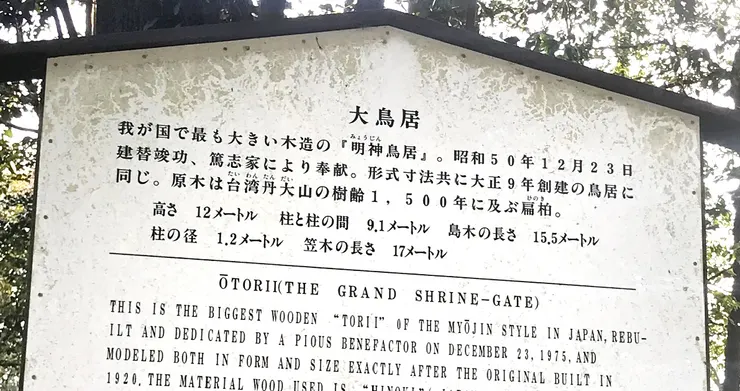 大鳥居
我が国で最も大きい木造の『明神鳥居』。昭和50年12月23日
建替竣功、篤志家により奉献。形式寸法共に大正9年創建の鳥居に
同じ。原木は台湾丹大山の樹齢1,500年に及ぶ扁柏。
高さ 12メートル 柱と柱の間 9.1メートル 島木の長さ 15.5メートル
柱の径 1.2メートル 笠木の長さ 17メートル
ŌTORII(THE GRAND SHRINE-GATE)
THIS IS THE BIGGEST WOODEN “TORII” OF THE MYŌJIN STYLE IN JAPAN, REBU-
ILT AND DEDICATED BY A PIOUS BENEFACTOR ON DECEMBER 23, 1975, AND
MODELED BOTH IN FORM AND SIZE EXACTLY AFTER THE ORIGINAL BUILT IN
1920. THE MATERIAL WOOD USED IS “HINOKI”